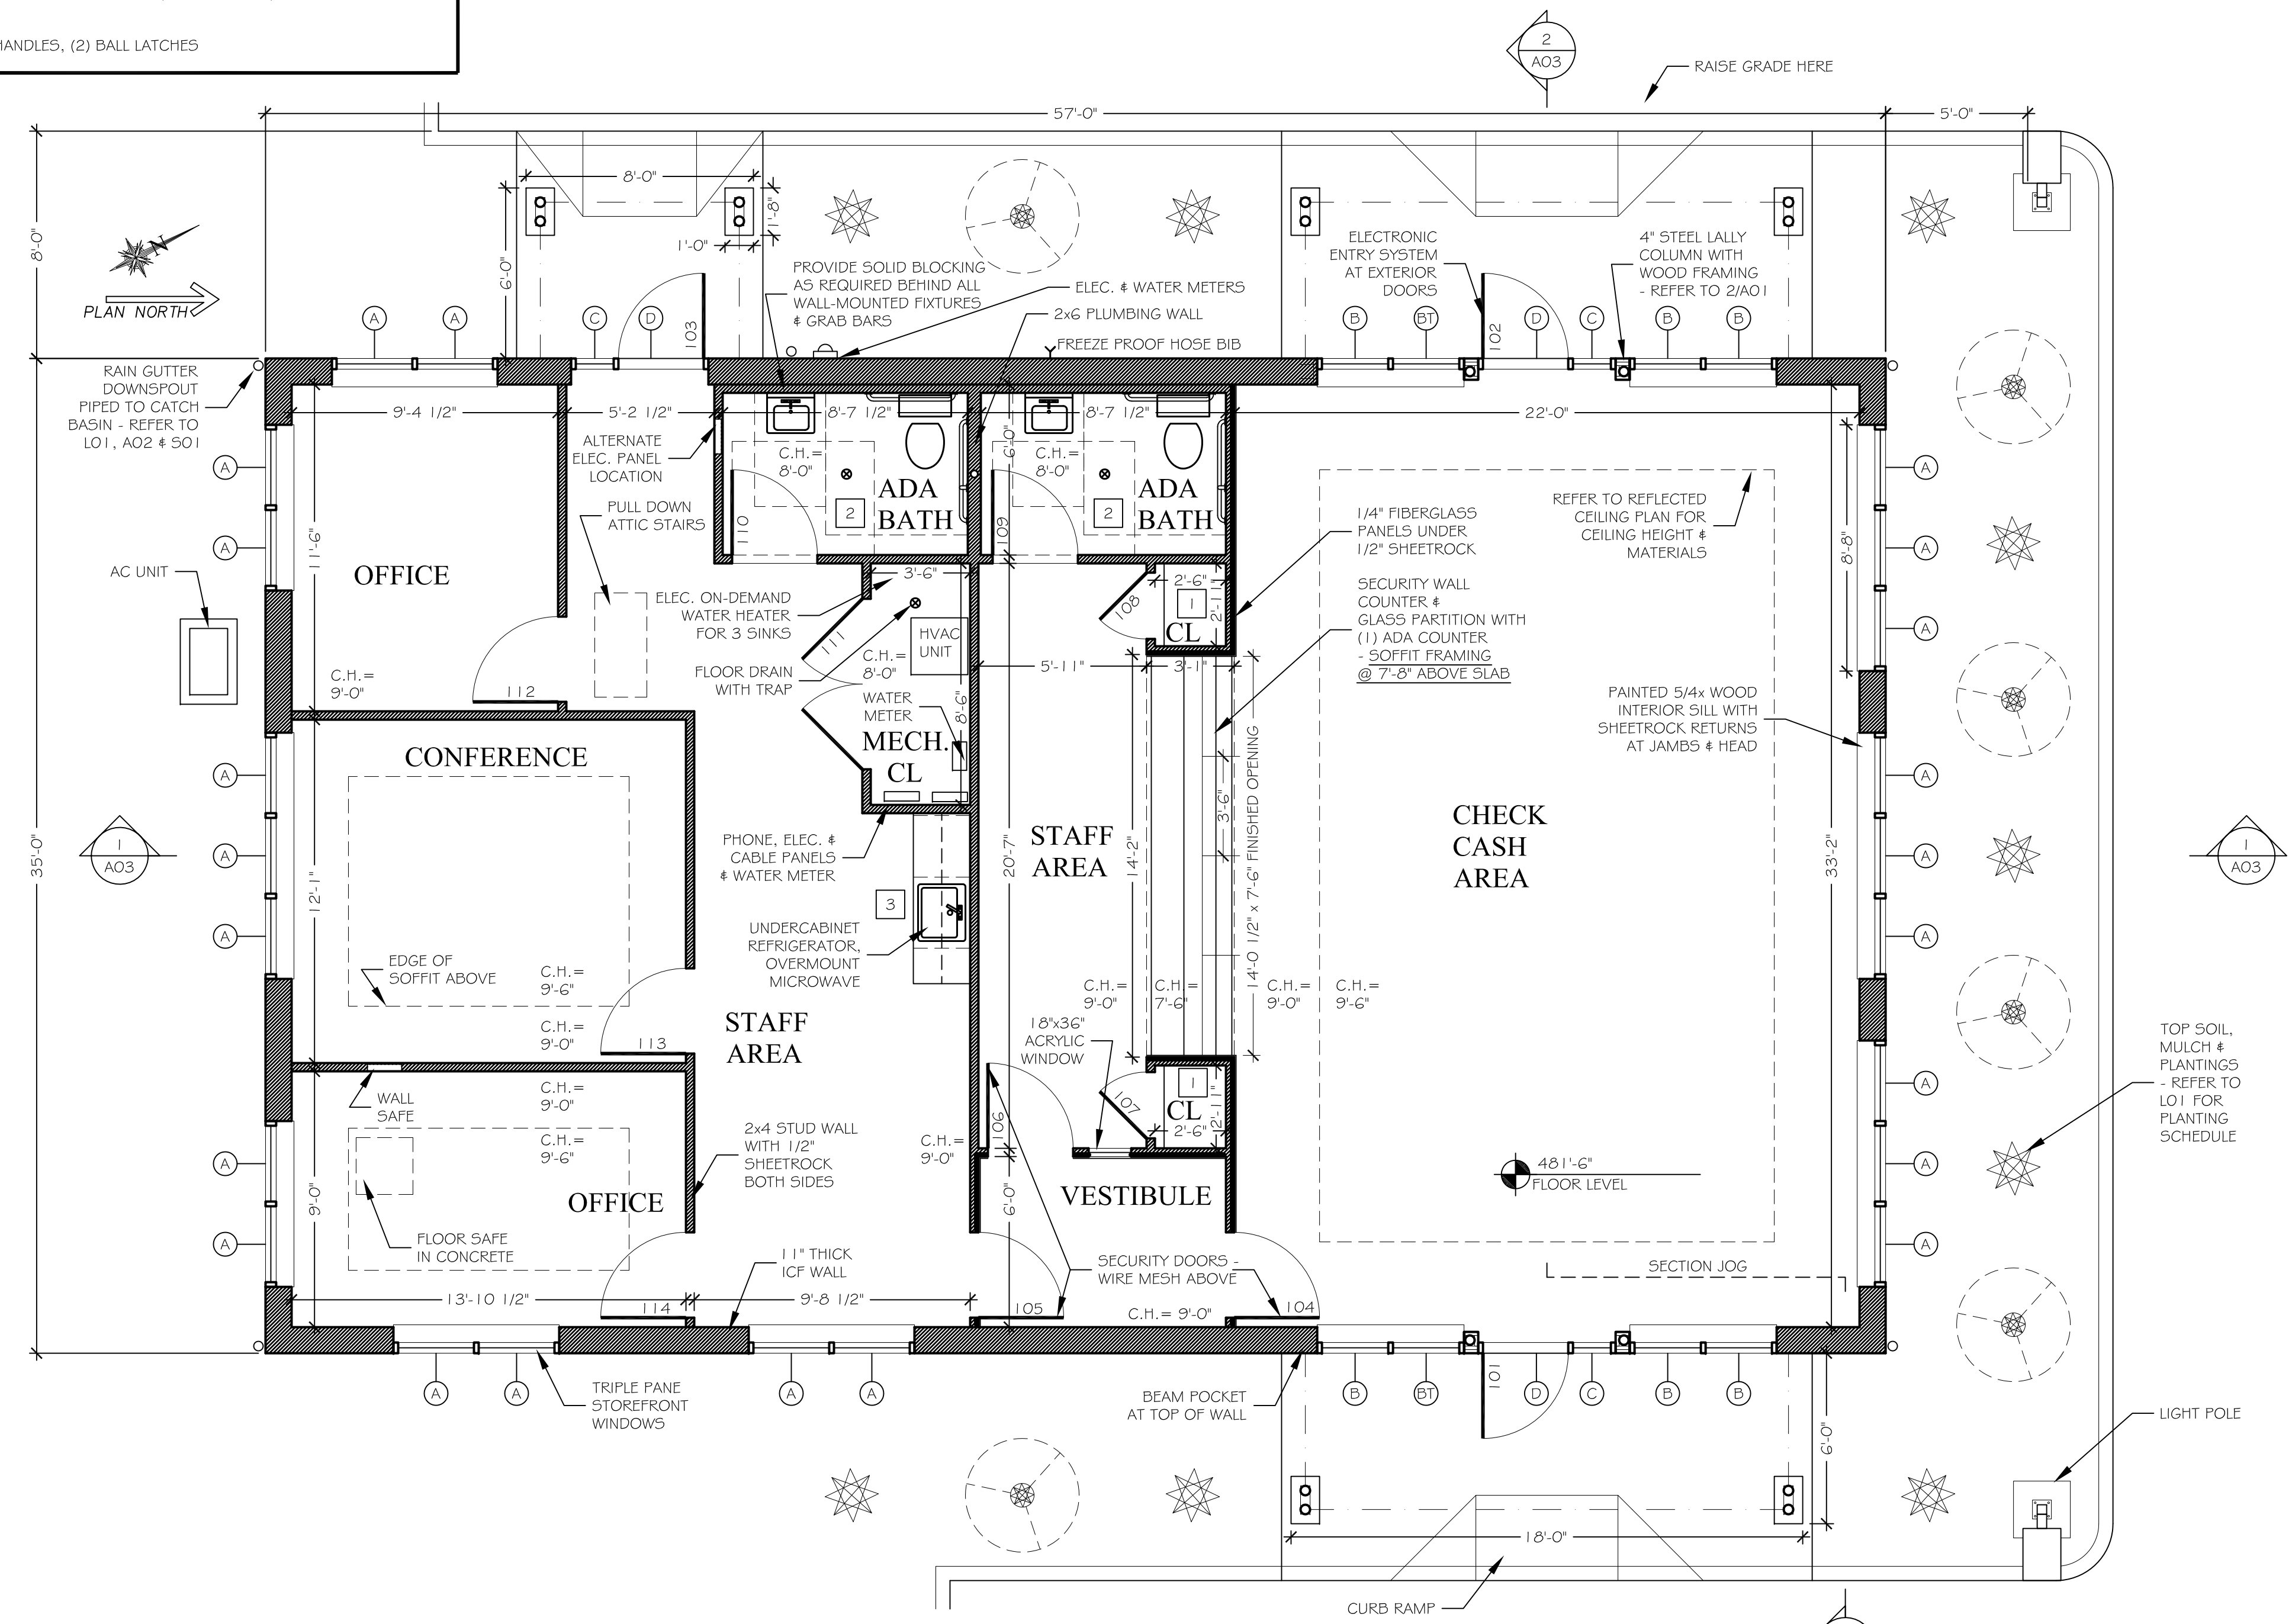 HANDLES, (2) BALL LATCHES
2
A03
RAISE GRADE HERE
57'-0"
5'-0"
8'-0"
8'-0"
1'-8"
1'-0"
6'-0"
N
PLAN NORTH
PROVIDE SOLID BLOCKING
AS REQUIRED BEHIND ALL
WALL-MOUNTED FIXTURES
& GRAB BARS
ELEC. & WATER METERS
2x6 PLUMBING WALL
FREEZE PROOF HOSE BIB
ELECTRONIC
ENTRY SYSTEM
AT EXTERIOR
DOORS
4" STEEL LALLY
COLUMN WITH
WOOD FRAMING
- REFER TO 2/A01
A
A
C
D
103
B
BT
102
D
C
B
B
RAIN GUTTER
DOWNSPOUT
PIPED TO CATCH
BASIN - REFER TO
L01, A02 & S01
9'-4 1/2"
5'-2 1/2"
8'-7 1/2"
8'-7 1/2"
22'-0"
ALTERNATE
ELEC. PANEL
LOCATION
C.H.=
8'-0"
6'-0"
C.H.=
8'-0"
A
A
A
A
A
ADA
BATH
2
110
ADA
BATH
2
109
PULL DOWN
ATTIC STAIRS
1/4" FIBERGLASS
PANELS UNDER
1/2" SHEETROCK
REFER TO REFLECTED
CEILING PLAN FOR
CEILING HEIGHT &
MATERIALS
8'-8"
11'-6"
OFFICE
AC UNIT
ELEC. ON-DEMAND
WATER HEATER
FOR 3 SINKS
3'-6"
111
108
2'-6"
1
2'-11"
CL
SECURITY WALL
COUNTER &
GLASS PARTITION WITH
(1) ADA COUNTER
- SOFFIT FRAMING
@ 7'-8" ABOVE SLAB
HVAC
UNIT
FLOOR DRAIN
WITH TRAP
C.H.=
8'-0"
C.H.=
9'-0"
112
5'-11"
3'-1"
WATER
METER
8'-6"
MECH.
CL
PAINTED 5/4x WOOD
INTERIOR SILL WITH
SHEETROCK RETURNS
AT JAMBS & HEAD
CONFERENCE
A
A
A
A
A
A
35'-0"
1
A03
1
A03
12'-1"
PHONE, ELEC. &
CABLE PANELS
& WATER METER
20'-7"
STAFF
AREA
14'-2"
3'-6"
14'-0 1/2" x 7'-6" FINISHED OPENING
CHECK
CASH
AREA
33'-2"
3
UNDERCABINET
REFRIGERATOR,
OVERMOUNT
MICROWAVE
EDGE OF
SOFFIT ABOVE
C.H.=
9'-6"
C.H.=
9'-0"
113
C.H.=
9'-0"
C.H.=
7'-6"
C.H.=
9'-0"
C.H.=
9'-6"
STAFF
AREA
18"x36"
ACRYLIC
WINDOW
TOP SOIL,
MULCH &
PLANTINGS
- REFER TO
L01 FOR
PLANTING
SCHEDULE
WALL
SAFE
C.H.=
9'-0"
C.H.=
9'-6"
A
A
A
A
A
2x4 STUD WALL
WITH 1/2"
SHEETROCK
BOTH SIDES
C.H.=
9'-0"
106
107
1
CL
2'-6"
2'-11"
9'-0"
OFFICE
VESTIBULE
6'-0"
481'-6"
FLOOR LEVEL
FLOOR SAFE
IN CONCRETE
11" THICK
ICF WALL
SECURITY DOORS -
WIRE MESH ABOVE
SECTION JOG
13'-10 1/2"
114
9'-8 1/2"
105
C.H.= 9'-0"
104
A
A
A
A
TRIPLE PANE
STOREFRONT
WINDOWS
BEAM POCKET
AT TOP OF WALL
B
BT
101
D
C
B
B
6'-0"
LIGHT POLE
18'-0"
CURB RAMP